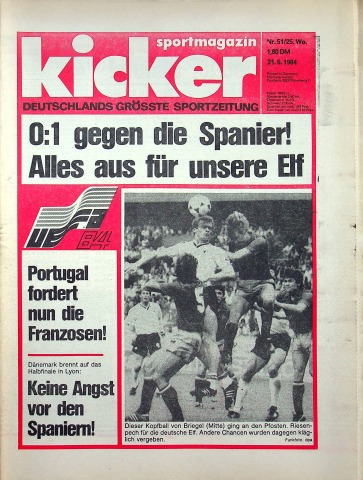 sportmagazin
kicker
Nr. 51/25. Wo.
1,80 DM
21. 6. 1984
DEUTSCHLANDS GRÖSSTE SPORTZEITUNG
0:1 gegen die Spanier!
Alles aus für unsere Elf
UEFA
Portugal
fordert
nun die
Franzosen!
Dänemark brennt auf das
Halbfinale in Lyon:
Keine Angst
vor den
Spaniern!
Dieser Kopfball von Briegel (Mitte) ging an den Pfosten. Riesen-
pech für die deutsche Elf. Andere Chancen wurden dagegen kläg-
lich vergeben.
Funkfoto: dpa